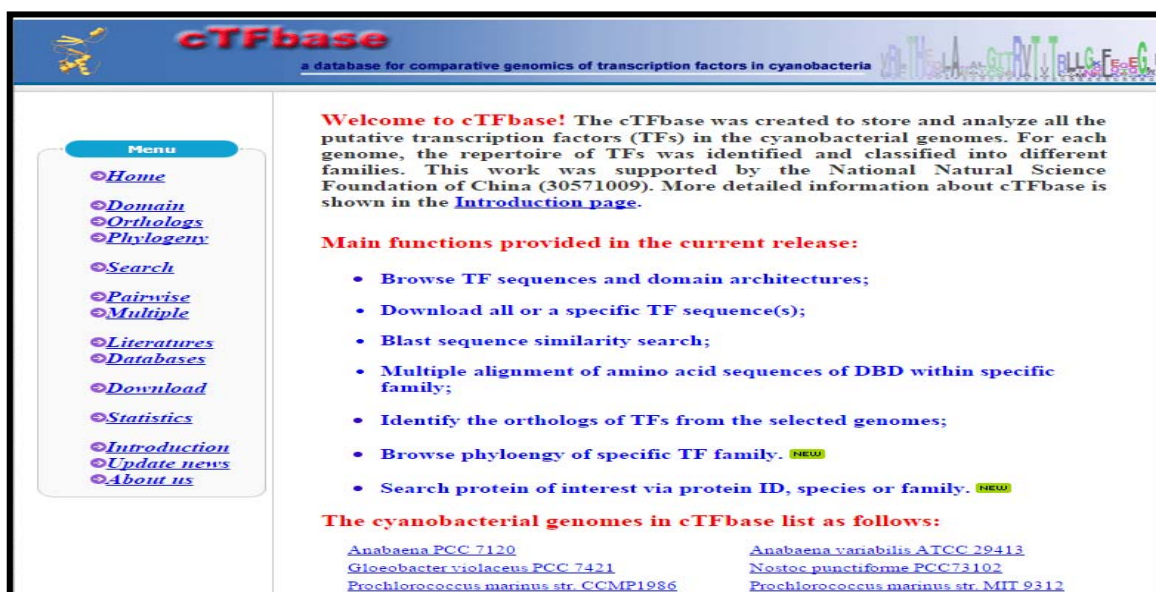 cTFbase
a database for comparative genomics of transcription factors in cyanobacteria
Menu
Home
Domain
Orthologs
Phylogeny
Search
Pairwise
Multiple
Literatures
Databases
Download
Statistics
Introduction
Update news
About us
Welcome to cTFbase! The cTFbase was created to store and analyze all the
putative transcription factors (TFs) in the cyanobacterial genomes. For each
genome, the repertoire of TFs was identified and classified into different
families. This work was supported by the National Natural Science
Foundation of China (30571009). More detailed information about cTFbase is
shown in the Introduction page.
Main functions provided in the current release:
Browse TF sequences and domain architectures;
Download all or a specific TF sequence(s);
Blast sequence similarity search;
Multiple alignment of amino acid sequences of DBD within specific
family;
Identify the orthologs of TFs from the selected genomes;
Browse phyloengy of specific TF family. NEW
Search protein of interest via protein ID, species or family. NEW
The cyanobacterial genomes in cTFbase list as follows:
Anabaena PCC 7120 Anabaena variabilis ATCC 29413
Gloeobacter violaceus PCC 7421 Nostoc punctiforme PCC73102
Prochlorococcus marinus str. CCMP1986 Prochlorococcus marinus str. MIT 9312